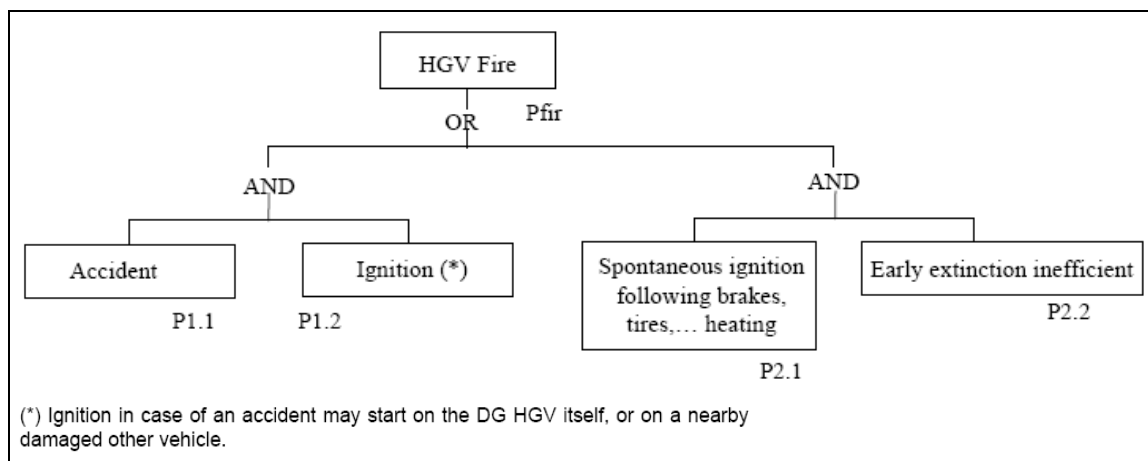 HGV Fire
Pfir
OR
AND
AND
Accident
Ignition (*)
Spontaneous ignition
following brakes,
tires,... heating
Early extinction inefficient
P1.1
P1.2
P2.1
P2.2
(*) Ignition in case of an accident may start on the DG HGV itself, or on a nearby
damaged other vehicle.